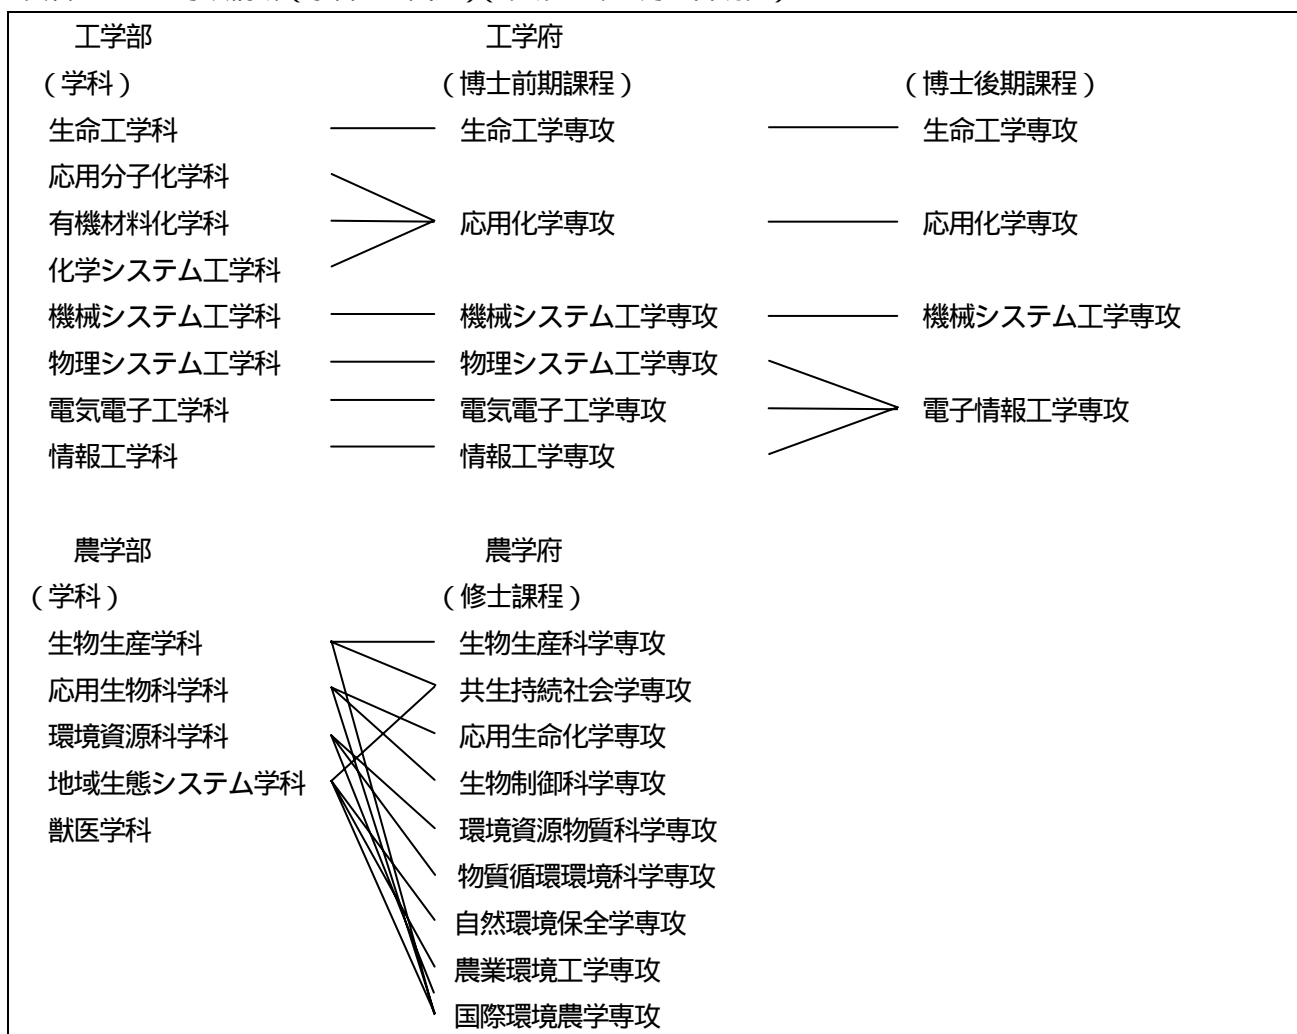 工学部 工学府
(学科) (博士前期課程) (博士後期課程)
生命工学科 生命工学専攻 生命工学専攻
応用分子化学科
有機材料化学科 応用化学専攻 応用化学専攻
化学システム工学科
機械システム工学科 機械システム工学専攻 機械システム工学専攻
物理システム工学科 物理システム工学専攻
電気電子工学科 電気電子工学専攻 電子情報工学専攻
情報工学科 情報工学専攻
農学部 農学府
(学科) (修士課程)
生物生産学科 生物生産科学専攻
応用生物科学科 共生持続社会学専攻
環境資源科学科 応用生命化学専攻
地域生態システム学科 生物制御科学専攻
獣医学科 環境資源物質科学専攻
物質循環環境科学専攻
自然環境保全学専攻
農業環境工学専攻
国際環境農学専攻